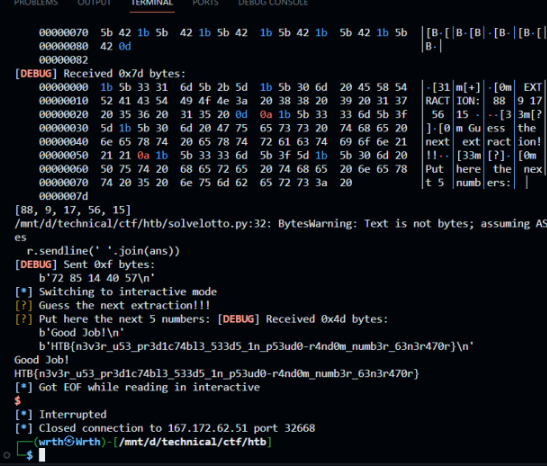 PROBLEMS OUTPUT TERMINAL PORTS DEBUG CONSOLE
00000070 5b 42 1b 5b 42 1b 5b 42 1b 5b 42 1b 5b 42 1b 5b │[B·[│B·[B│·[B·│[B·[│
00000080 42 0d │B·│
00000082
[DEBUG] Received 0x7d bytes:
00000000 1b 5b 33 31 6d 5b 2b 5d 1b 5b 30 6d 20 45 58 54 │·[31│m[+]│·[0m│ EXT│
00000010 52 41 43 54 49 4f 4e 3a 20 38 38 20 39 20 31 37 │RACT│ION:│ 88 │9 17│
00000020 20 35 36 20 31 35 20 0d 0a 1b 5b 33 33 6d 5b 3f │ 56 │15 ·│··[3│3m[?│
00000030 5d 1b 5b 30 6d 20 47 75 65 73 73 20 74 68 65 20 │]·[0│m Gu│ess │the │
00000040 6e 65 78 74 20 65 78 74 72 61 63 74 69 6f 6e 21 │next│ ext│ract│ion!│
00000050 21 21 0a 1b 5b 33 33 6d 5b 3f 5d 1b 5b 30 6d 20 │!!··│[33m│[?]·│[0m │
00000060 50 75 74 20 68 65 72 65 20 74 68 65 20 6e 65 78 │Put │here│ the│ nex│
00000070 74 20 35 20 6e 75 6d 62 65 72 73 3a 20 │t 5 │numb│ers:│ │
0000007d
[88, 9, 17, 56, 15]
/mnt/d/technical/ctf/htb/solvelotto.py:32: BytesWarning: Text is not bytes; assuming AS
es
r.sendline(' '.join(ans))
[DEBUG] Sent 0xf bytes:
b'72 85 14 40 57\n'
[*] Switching to interactive mode
[?] Guess the next extraction!!!
[?] Put here the next 5 numbers: [DEBUG] Received 0x4d bytes:
b'Good Job!\n'
b'HTB{n3v3r_u53_pr3d1c74bl3_533d5_1n_p53ud0-r4nd0m_numb3r_63n3r470r}\n'
Good Job!
HTB{n3v3r_u53_pr3d1c74bl3_533d5_1n_p53ud0-r4nd0m_numb3r_63n3r470r}
[*] Got EOF while reading in interactive
$
[*] Interrupted
[*] Closed connection to 167.172.62.51 port 32668
┌──(wrth㉿Wrth)-[/mnt/d/technical/ctf/htb]
└─$